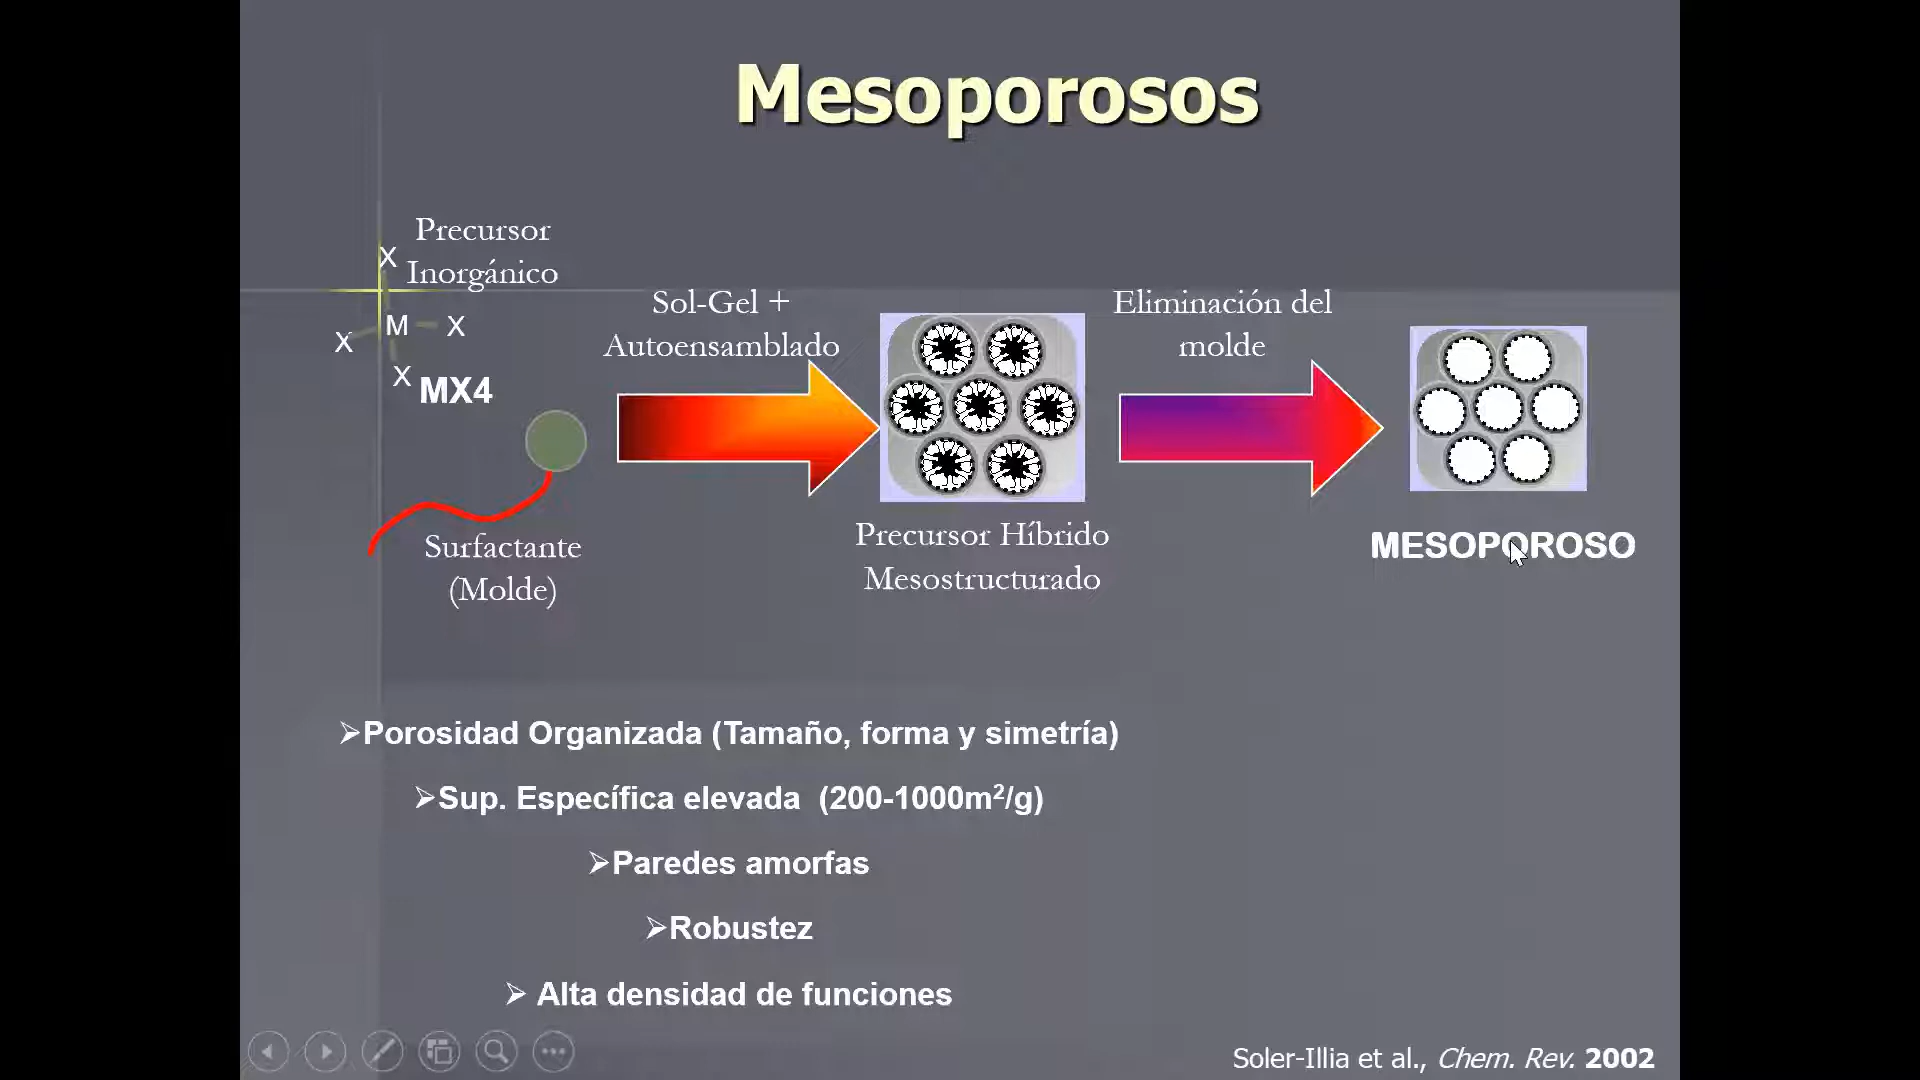 Mesoporosos
Precursor
Inorgánico
X
M
X
X
X
MX4
Surfactante
(Molde)
Sol-Gel +
Autoensamblado
Precursor Híbrido
Mesostructurado
Eliminación del
molde
MESOPOROSO
➢Porosidad Organizada (Tamaño, forma y simetría)
➢Sup. Específica elevada (200-1000m²/g)
➢Paredes amorfas
➢Robustez
➢ Alta densidad de funciones
Soler-Illia et al., Chem. Rev. 2002